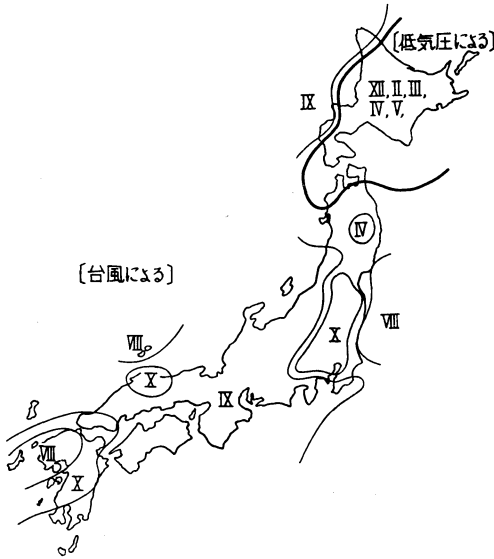 [低気圧による]
IX
XII, II, III,
IV, V,
IV
[台風による]
VIII
X
VIII
X
IX
VIII
X